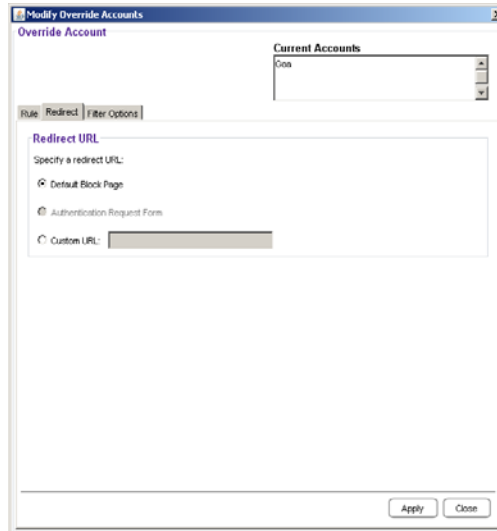 Modify Override Accounts
Override Account
Current Accounts
Goa
Rule Redirect Filter Options
Redirect URL
Specify a redirect URL:
Default Block Page
Authentication Request Form
Custom URL:
Apply Close